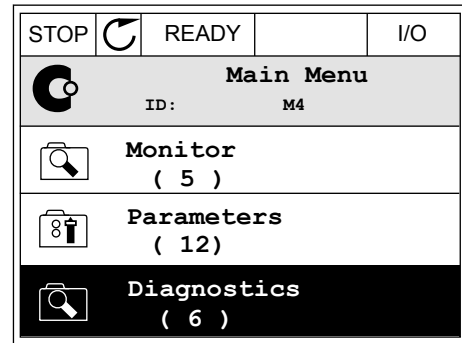 STOP READY I/O
Main Menu
ID: M4
Monitor
( 5 )
Parameters
( 12)
Diagnostics
( 6 )